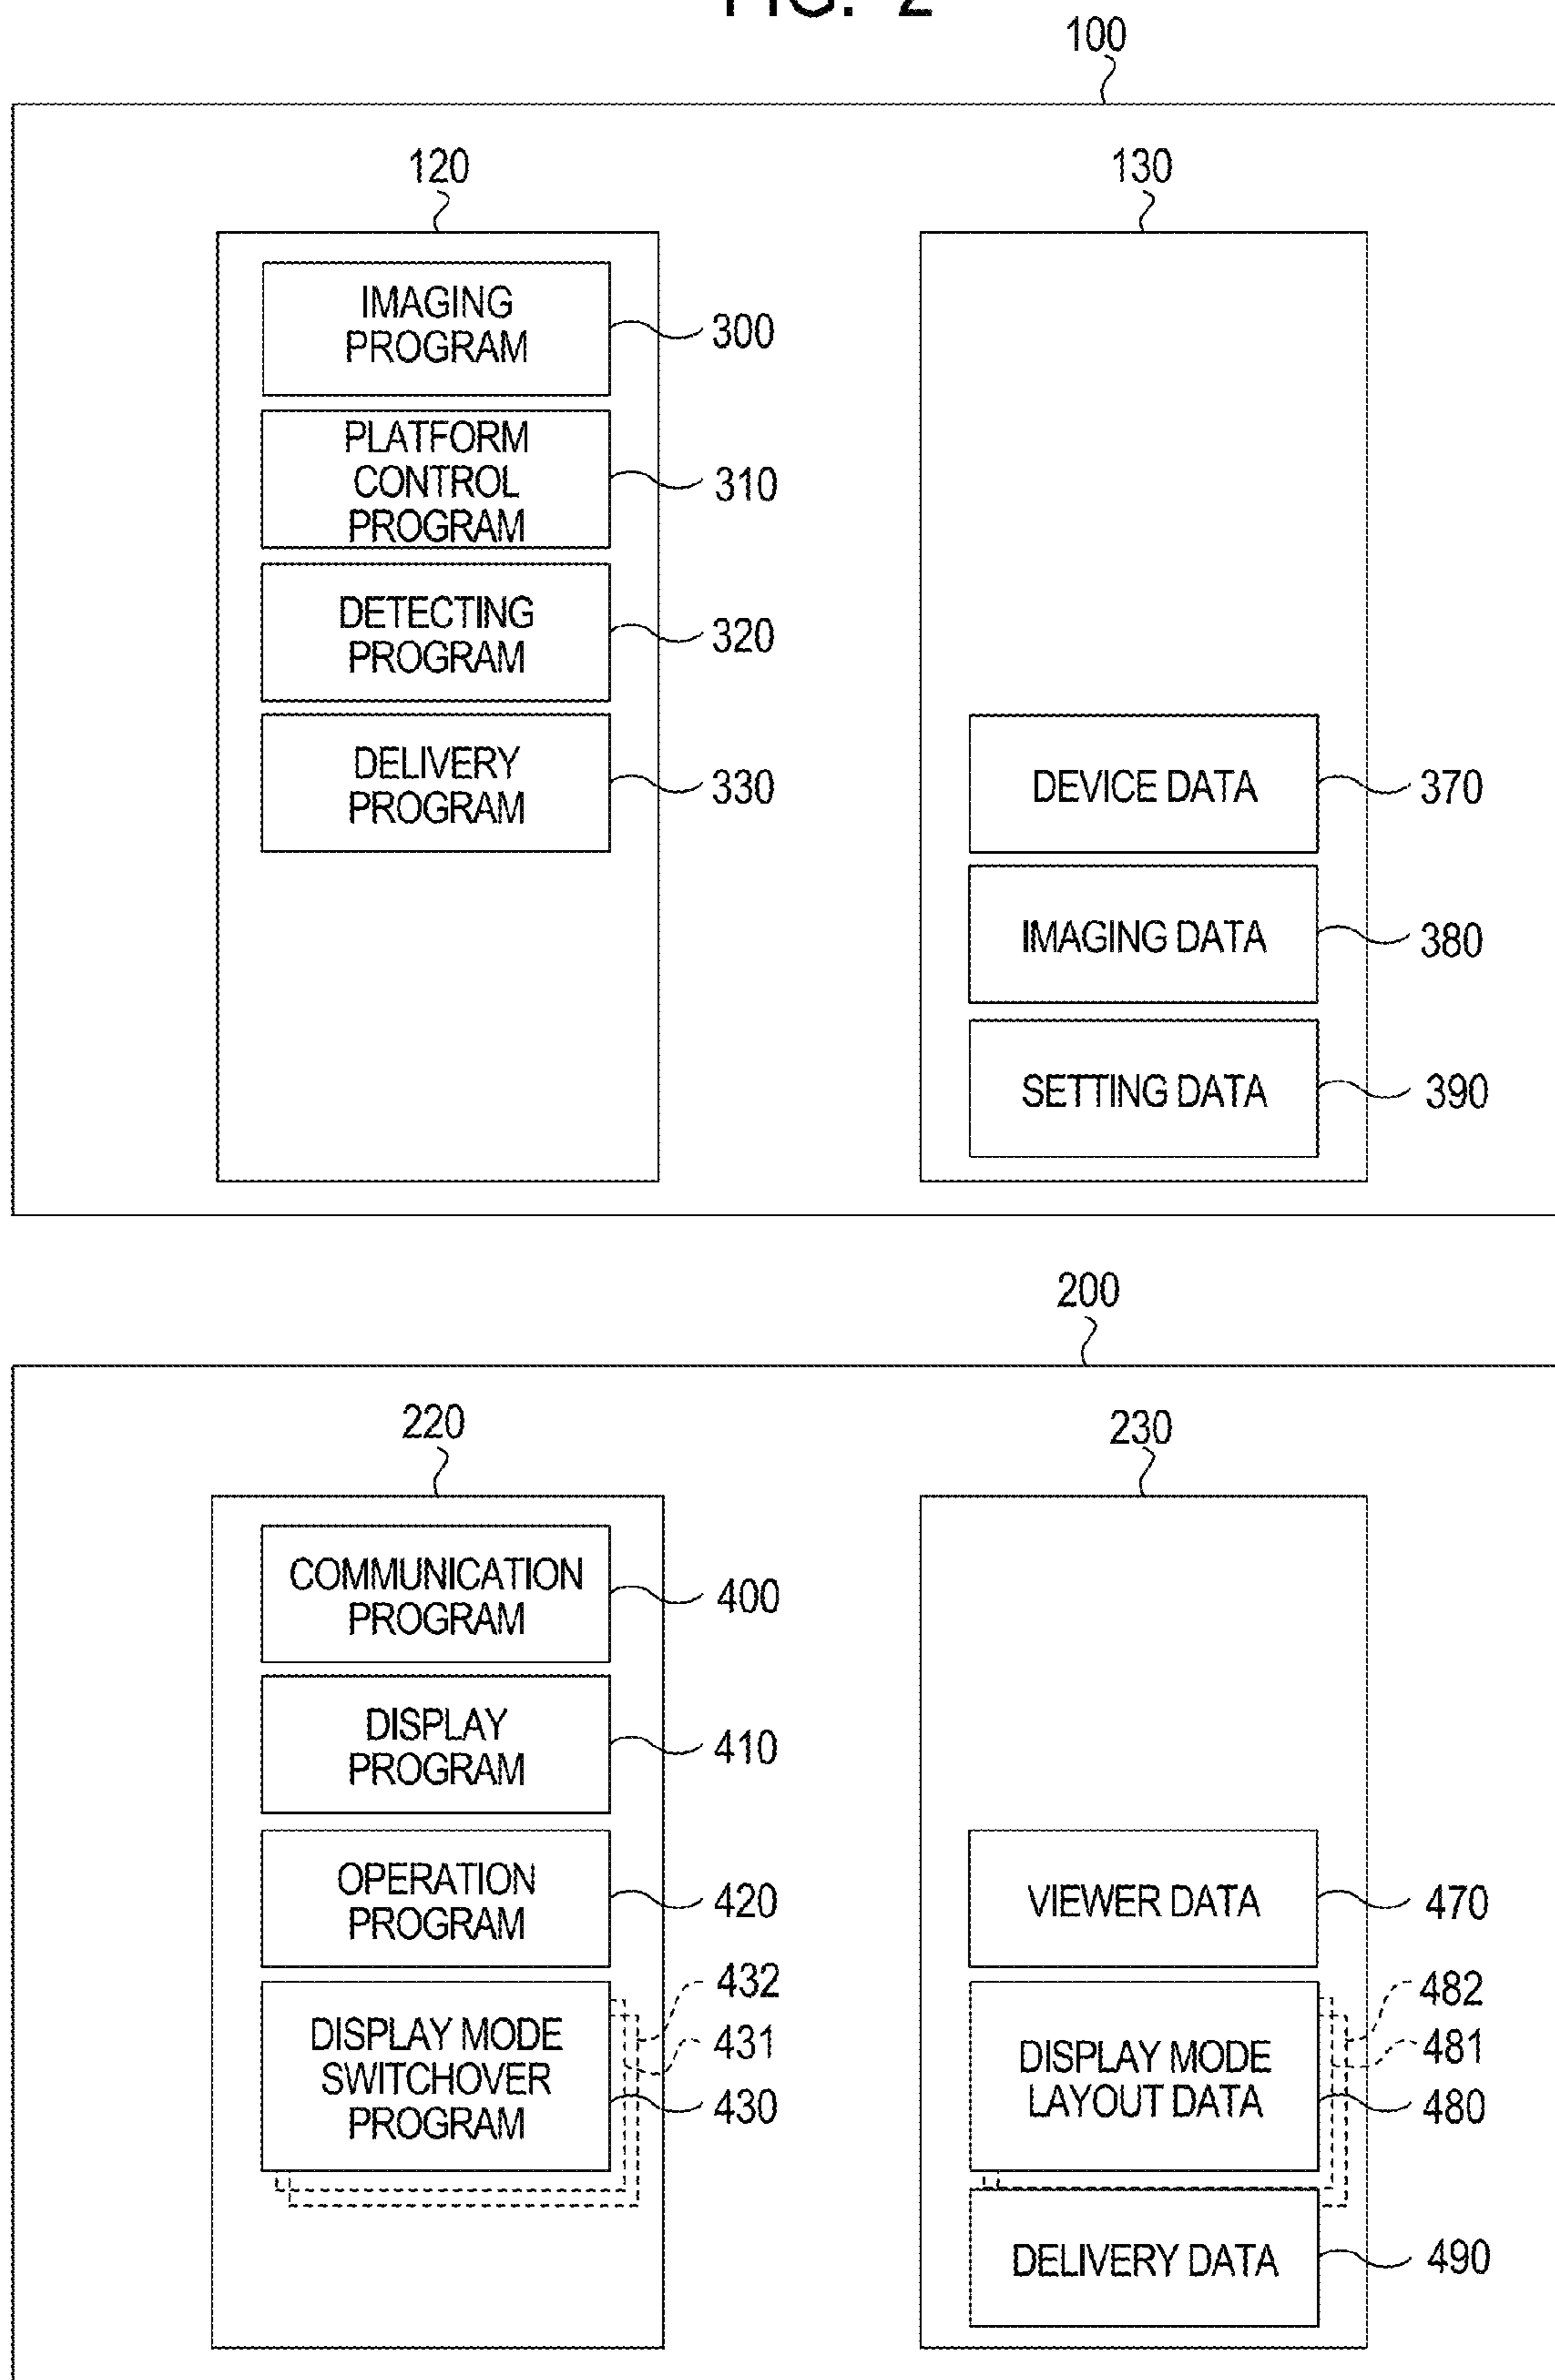 FIG. 2
100
120
130
IMAGING
PROGRAM
300
PLATFORM
CONTROL
PROGRAM
310
DETECTING
PROGRAM
320
DELIVERY
PROGRAM
330
DEVICE DATA
370
IMAGING DATA
380
SETTING DATA
390
200
220
230
COMMUNICATION
PROGRAM
400
DISPLAY
PROGRAM
410
OPERATION
PROGRAM
420
DISPLAY MODE
SWITCHOVER
PROGRAM
432
431
430
VIEWER DATA
470
DISPLAY MODE
LAYOUT DATA
482
481
480
DELIVERY DATA
490